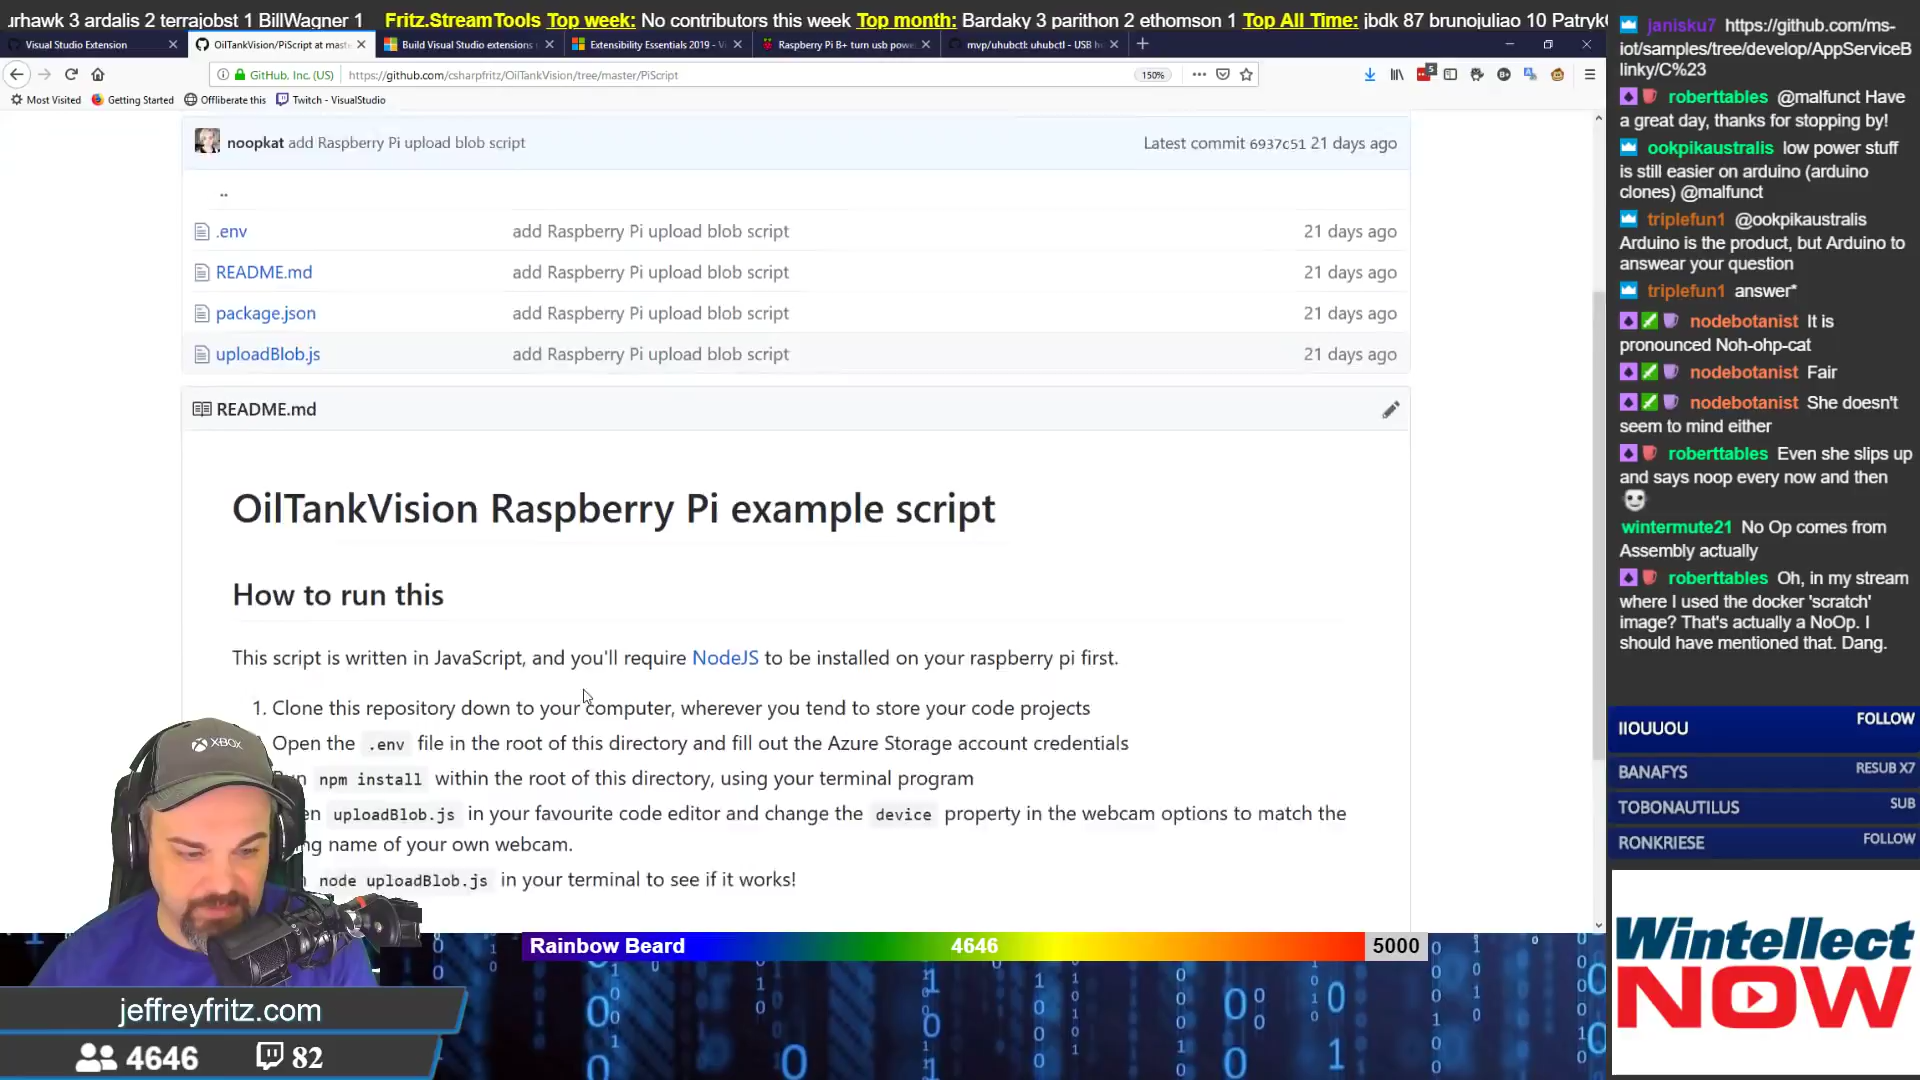 urhawk 3 ardalis 2 terrajobst 1 BillWagner 1 Fritz.StreamTools Top week: No contributors this week Top month: Bardaky 3 parithon 2 ethomson 1 Top All Time: jbdk 87 brunojuliao 10 Patryk
Visual Studio Extension
OilTankVision/PiScript at maste
Build Visual Studio extensions
Extensibility Essentials 2019 - Vi
Raspberry Pi B+ turn usb powe
mvp/uhubctl: uhubctl - USB h
GitHub, Inc. (US) https://github.com/csharpfritz/OilTankVision/tree/master/PiScript 150% 5
Most Visited Getting Started Offliberate this Twitch - VisualStudio
noopkat add Raspberry Pi upload blob script Latest commit 6937c51 21 days ago
..
.env add Raspberry Pi upload blob script 21 days ago
README.md add Raspberry Pi upload blob script 21 days ago
package.json add Raspberry Pi upload blob script 21 days ago
uploadBlob.js add Raspberry Pi upload blob script 21 days ago
README.md
OilTankVision Raspberry Pi example script
How to run this
This script is written in JavaScript, and you'll require NodeJS to be installed on your raspberry pi first.
1. Clone this repository down to your computer, wherever you tend to store your code projects
Open the .env file in the root of this directory and fill out the Azure Storage account credentials
npm install within the root of this directory, using your terminal program
uploadBlob.js in your favourite code editor and change the device property in the webcam options to match the
name of your own webcam.
node uploadBlob.js in your terminal to see if it works!
janisku7 https://github.com/ms-
iot/samples/tree/develop/AppServiceB
linky/C%23
roberttables @malfunct Have
a great day, thanks for stopping by!
ookpikaustralis low power stuff
is still easier on arduino (arduino
clones) @malfunct
triplefun1 @ookpikaustralis
Arduino is the product, but Arduino to
answear your question
triplefun1 answer*
nodebotanist It is
pronounced Noh-ohp-cat
nodebotanist Fair
nodebotanist She doesn't
seem to mind either
roberttables Even she slips up
and says noop every now and then
wintermute21 No Op comes from
Assembly actually
roberttables Oh, in my stream
where I used the docker 'scratch'
image? That's actually a NoOp. I
should have mentioned that. Dang.
IIOUUOU FOLLOW
BANAFYS RESUB X7
TOBONAUTILUS SUB
RONKRIESE FOLLOW
Wintellect
NOW
XBOX
Rainbow Beard 4646 5000
jeffreyfritz.com
4646 82